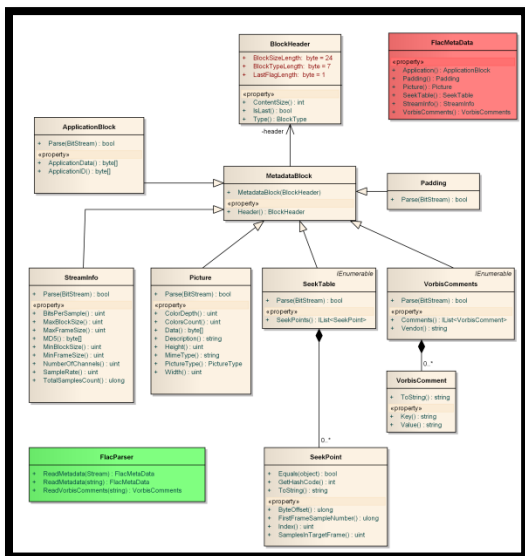 BlockHeader
+ BlockSizeLength: byte = 24
+ BlockTypeLength: byte = 7
+ LastFlagLength: byte = 1
«property»
+ ContentSize() : int
+ IsLast() : bool
+ Type() : BlockType
FlacMetaData
«property»
+ Application() : ApplicationBlock
+ Padding() : Padding
+ Picture() : Picture
+ SeekTable() : SeekTable
+ StreamInfo() : StreamInfo
+ VorbisComments() : VorbisComments
ApplicationBlock
+ Parse(BitStream) : bool
«property»
+ ApplicationData() : byte[]
+ ApplicationID() : byte[]
-header
MetadataBlock
+ MetadataBlock(BlockHeader)
«property»
+ Header() : BlockHeader
Padding
+ Parse(BitStream) : bool
StreamInfo
+ Parse(BitStream) : bool
«property»
+ BitsPerSample() : uint
+ MaxBlockSize() : uint
+ MaxFrameSize() : uint
+ MD5() : byte[]
+ MinBlockSize() : uint
+ MinFrameSize() : uint
+ NumberOfChannels() : uint
+ SampleRate() : uint
+ TotalSamplesCount() : ulong
Picture
+ Parse(BitStream) : bool
«property»
+ ColorDepth() : uint
+ ColorsCount() : uint
+ Data() : byte[]
+ Description() : string
+ Height() : uint
+ MimeType() : string
+ PictureType() : PictureType
+ Width() : uint
IEnumerable
SeekTable
+ Parse(BitStream) : bool
«property»
+ SeekPoints() : IList<SeekPoint>
IEnumerable
VorbisComments
+ Parse(BitStream) : bool
«property»
+ Comments() : IList<VorbisComment>
+ Vendor() : string
0..*
VorbisComment
+ ToString() : string
«property»
+ Key() : string
+ Value() : string
0..*
FlacParser
+ ReadMetadata(Stream) : FlacMetaData
+ ReadMetadata(string) : FlacMetaData
+ ReadVorbisComments(string) : VorbisComments
SeekPoint
+ Equals(object) : bool
+ GetHashCode() : int
+ ToString() : string
«property»
+ ByteOffset() : ulong
+ FirstFrameSampleNumber() : ulong
+ Index() : uint
+ SamplesInTargetFrame() : uint